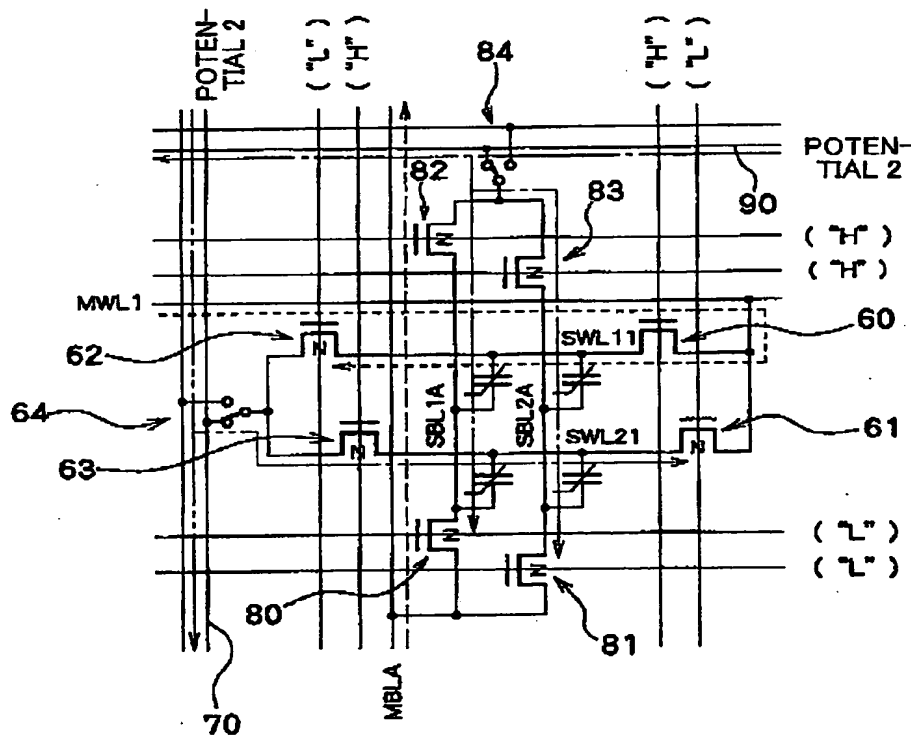 POTEN-
TIAL 2
("L")
("H")
84
("H")
("L")
POTEN-
TIAL 2
82
83
90
("H")
("H")
MWL1
62
SWL11
60
N
N
N
N
64
SBL1A
SBL2A
SWL21
61
63
N
N
("L")
N
("L")
N
80
81
MBLA
70